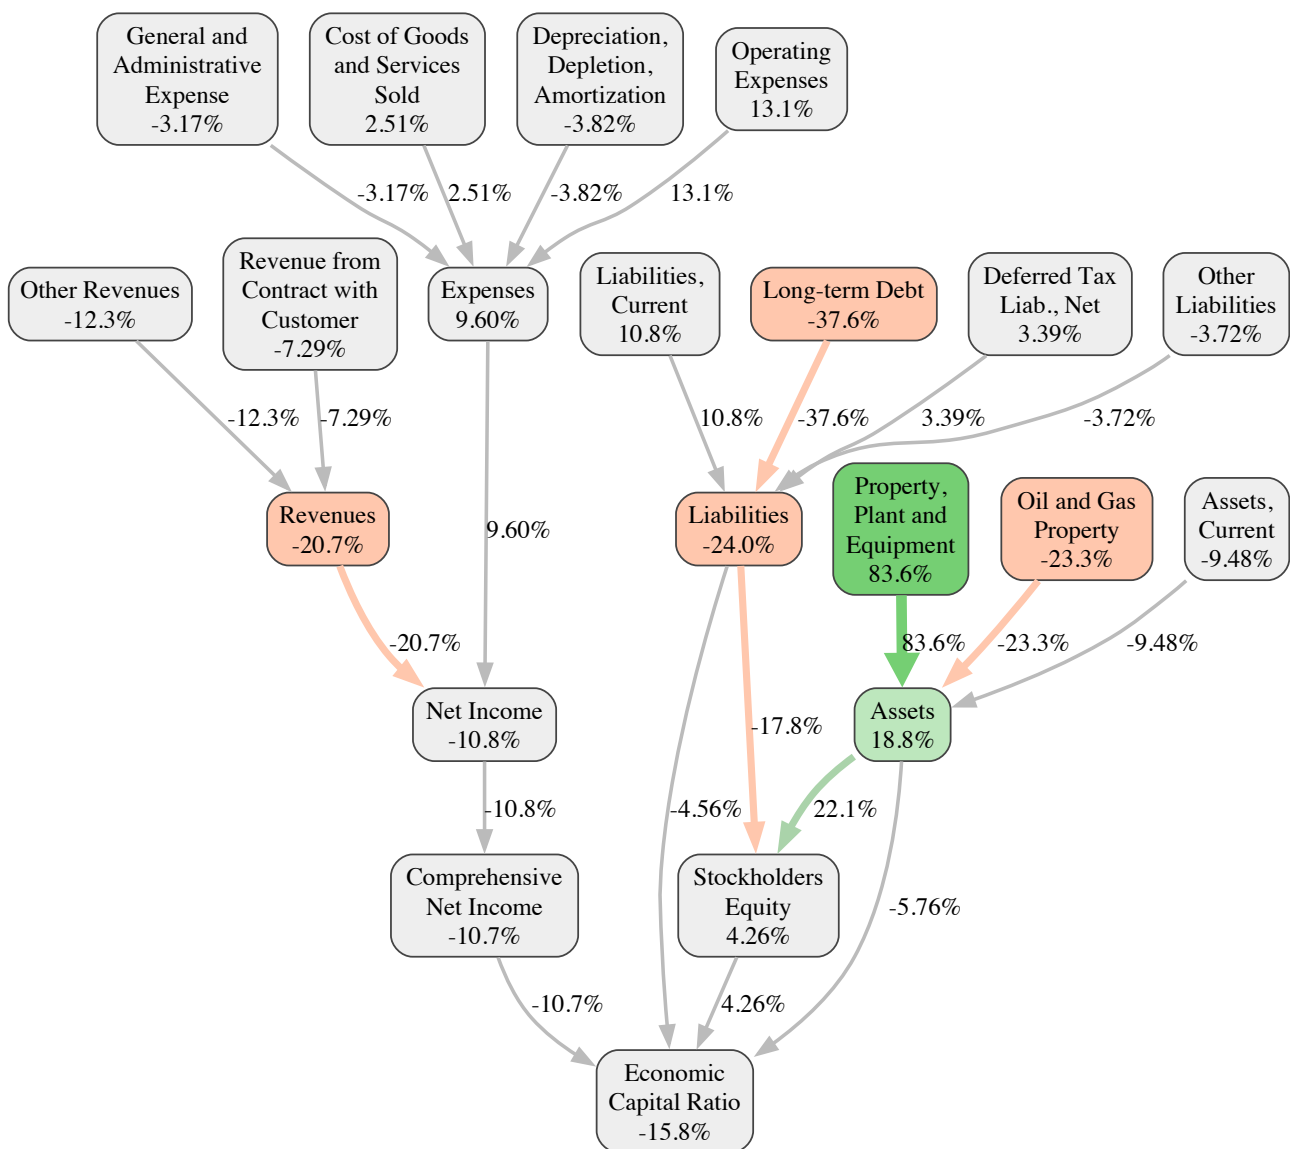 General and
Administrative
Expense
-3.17%
Cost of Goods
and Services
Sold
2.51%
Depreciation,
Depletion,
Amortization
-3.82%
Operating
Expenses
13.1%
-3.17%
2.51%
-3.82%
13.1%
Other Revenues
-12.3%
Revenue from
Contract with
Customer
-7.29%
Expenses
9.60%
Liabilities,
Current
10.8%
Long-term Debt
-37.6%
Deferred Tax
Liab., Net
3.39%
Other
Liabilities
-3.72%
-12.3%
-7.29%
10.8%
-37.6%
3.39%
-3.72%
Revenues
-20.7%
9.60%
Liabilities
-24.0%
Property,
Plant and
Equipment
83.6%
Oil and Gas
Property
-23.3%
Assets,
Current
-9.48%
-20.7%
83.6%
-23.3%
-9.48%
Net Income
-10.8%
-17.8%
Assets
18.8%
-10.8%
-4.56%
22.1%
Comprehensive
Net Income
-10.7%
Stockholders
Equity
4.26%
-5.76%
-10.7%
4.26%
Economic
Capital Ratio
-15.8%